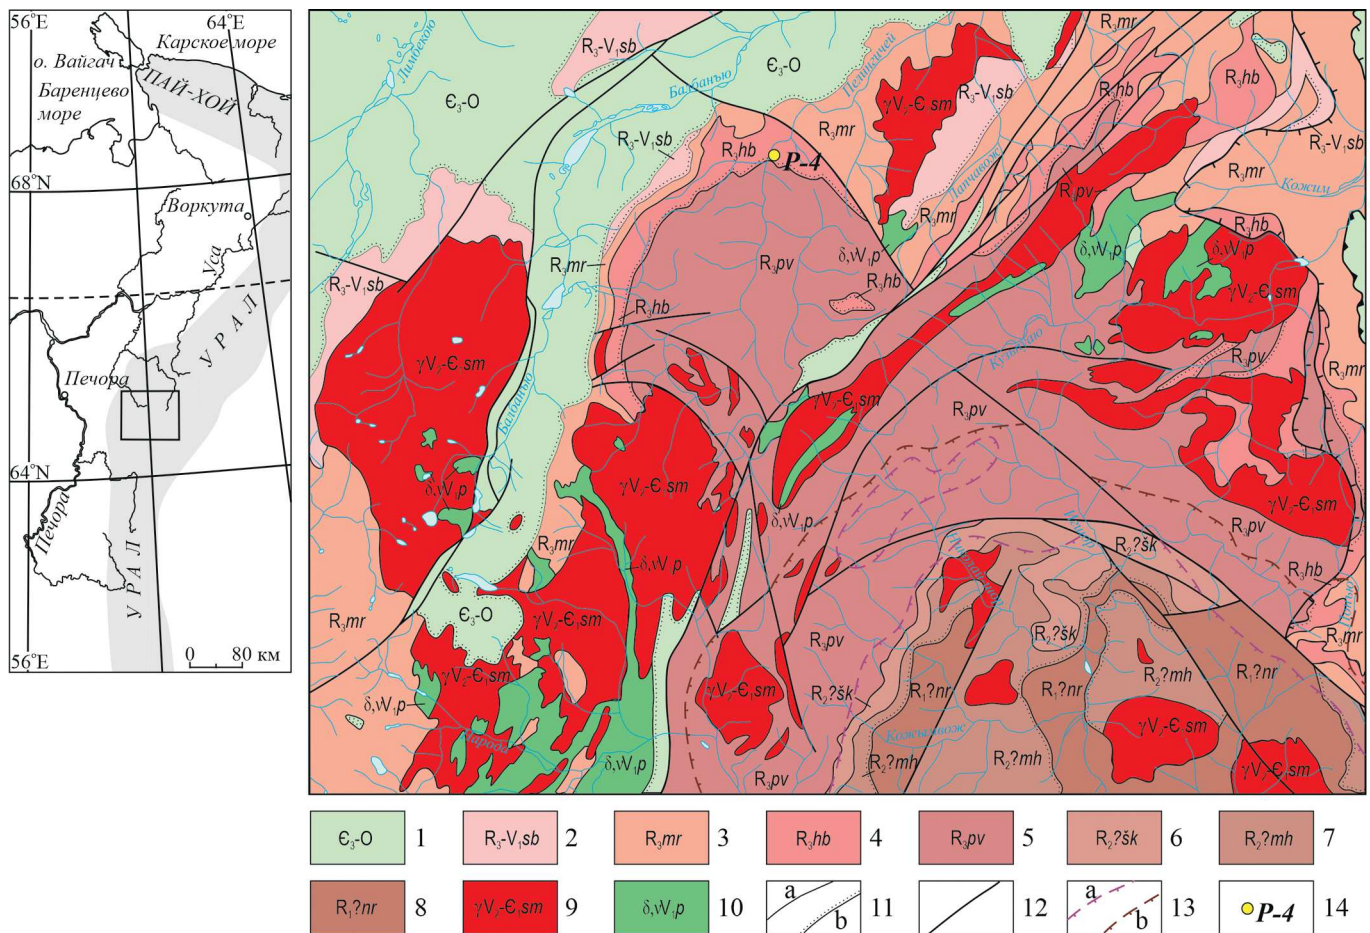 56°E
64°E
Карское море
о. Вайгач
ПАЙ-ХОЙ
Баренцево
море
68°N
Воркута
Уса
УРАЛ
Печора
64°N
Печора
УРАЛ
56°E
0 80 км
Лимбекою
R₃-V₁sb
Є₃-O
Балбанъю
Є₃-O
R₃-V₁sb
R₃hb
P-4
R₃mr
R₃mr
γV₂-Є₁sm
R₃-V₁sb
R₃hb
R₃hb
R₃-V₁sb
R₃mr
Кожим
R₃pv
R₃mr
δ,νV₁p
R₃hb
R₃pv
R₃hb
δ,νV₁p
R₃hb
δ,νV₁p
γV₂-Є₁sm
R₃-V₁sb
R₃mr
R₃hb
γV₂-Є₁sm
Балбанъю
R₃pv
R₃mr
γV₂-Є₁sm
R₃pv
γV₂-Є₁sm
δ,νV₁p
δ,νV₁p
γV₂-Є₁sm
R₃pv
R₃mr
δ,νV₁p
R₂?šk
R₃hb
R₃mr
R₃mr
Є₃-O
γV₂-Є₁sm
R₂?šk
R₃pv
γV₂-Є₁sm
γV₂-Є₁sm
R₂?šk
R₁?nr
R₁?nr
R₂?mh
R₁?nr
δ,νV₁p
Народа
Кожымвож
γV₂-Є₁sm
δ,νV₁p
R₃pv
R₂?mh
R₂?mh
γV₂-Є₁sm
Є₃-O 1
R₃-V₁sb 2
R₃mr 3
R₃hb 4
R₃pv 5
R₂?šk 6
R₂?mh 7
R₁?nr 8
γV₂-Є₁sm 9
δ,νV₁p 10
a
b
11
12
a
b
13
P-4 14